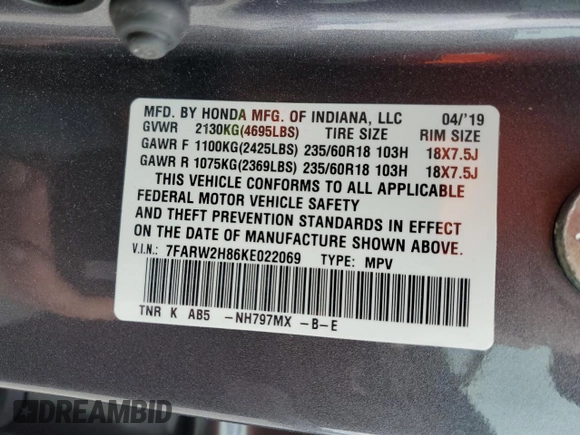 MFD. BY HONDA MFG. OF INDIANA, LLC 04/'19
GVWR 2130KG(4695LBS) TIRE SIZE RIM SIZE
GAWR F 1100KG(2425LBS) 235/60R18 103H 18X7.5J
GAWR R 1075KG(2369LBS) 235/60R18 103H 18X7.5J
THIS VEHICLE CONFORMS TO ALL APPLICABLE
FEDERAL MOTOR VEHICLE SAFETY
AND THEFT PREVENTION STANDARDS IN EFFECT
ON THE DATE OF MANUFACTURE SHOWN ABOVE.
V.I.N.: 7FARW2H86KE022069 TYPE: MPV
TNR K AB5 -NH797MX -B-E
DREAMBID